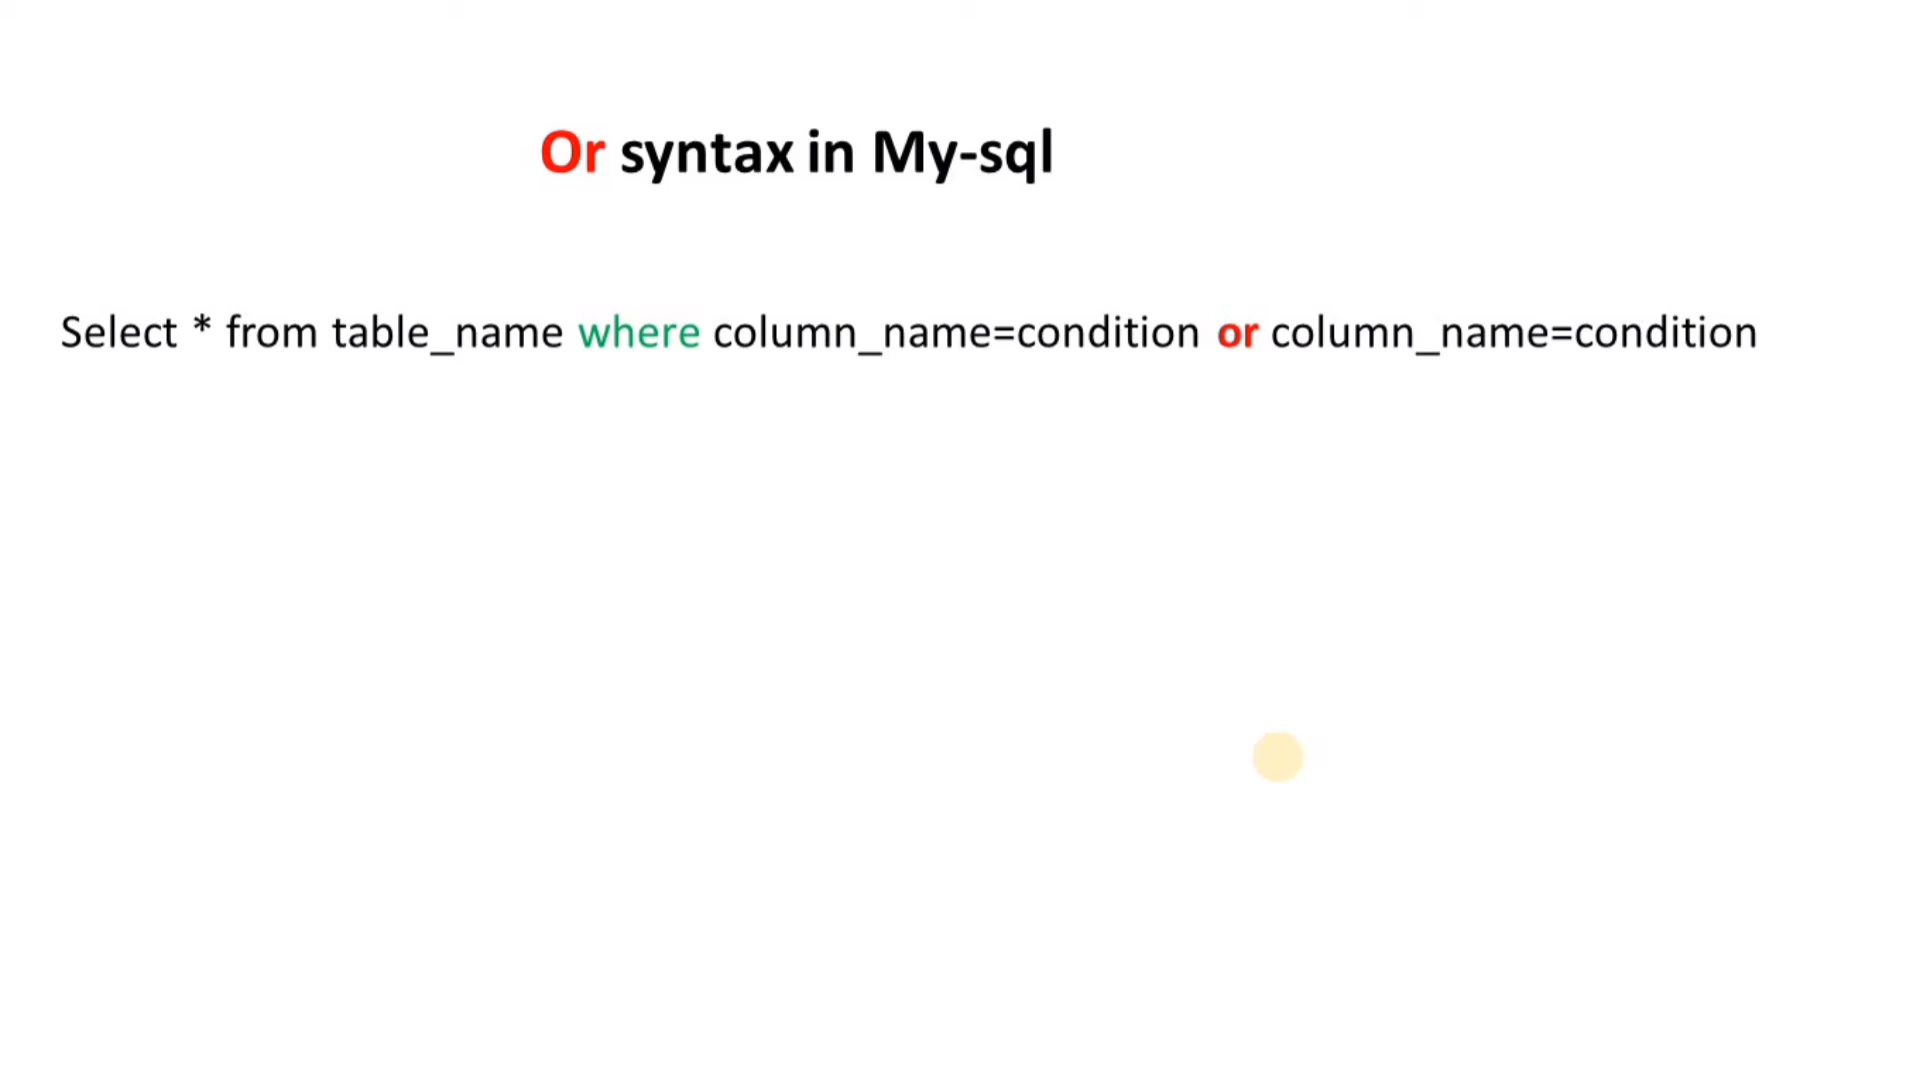 Or syntax in My-sql
Select * from table_name where column_name=condition or column_name=condition